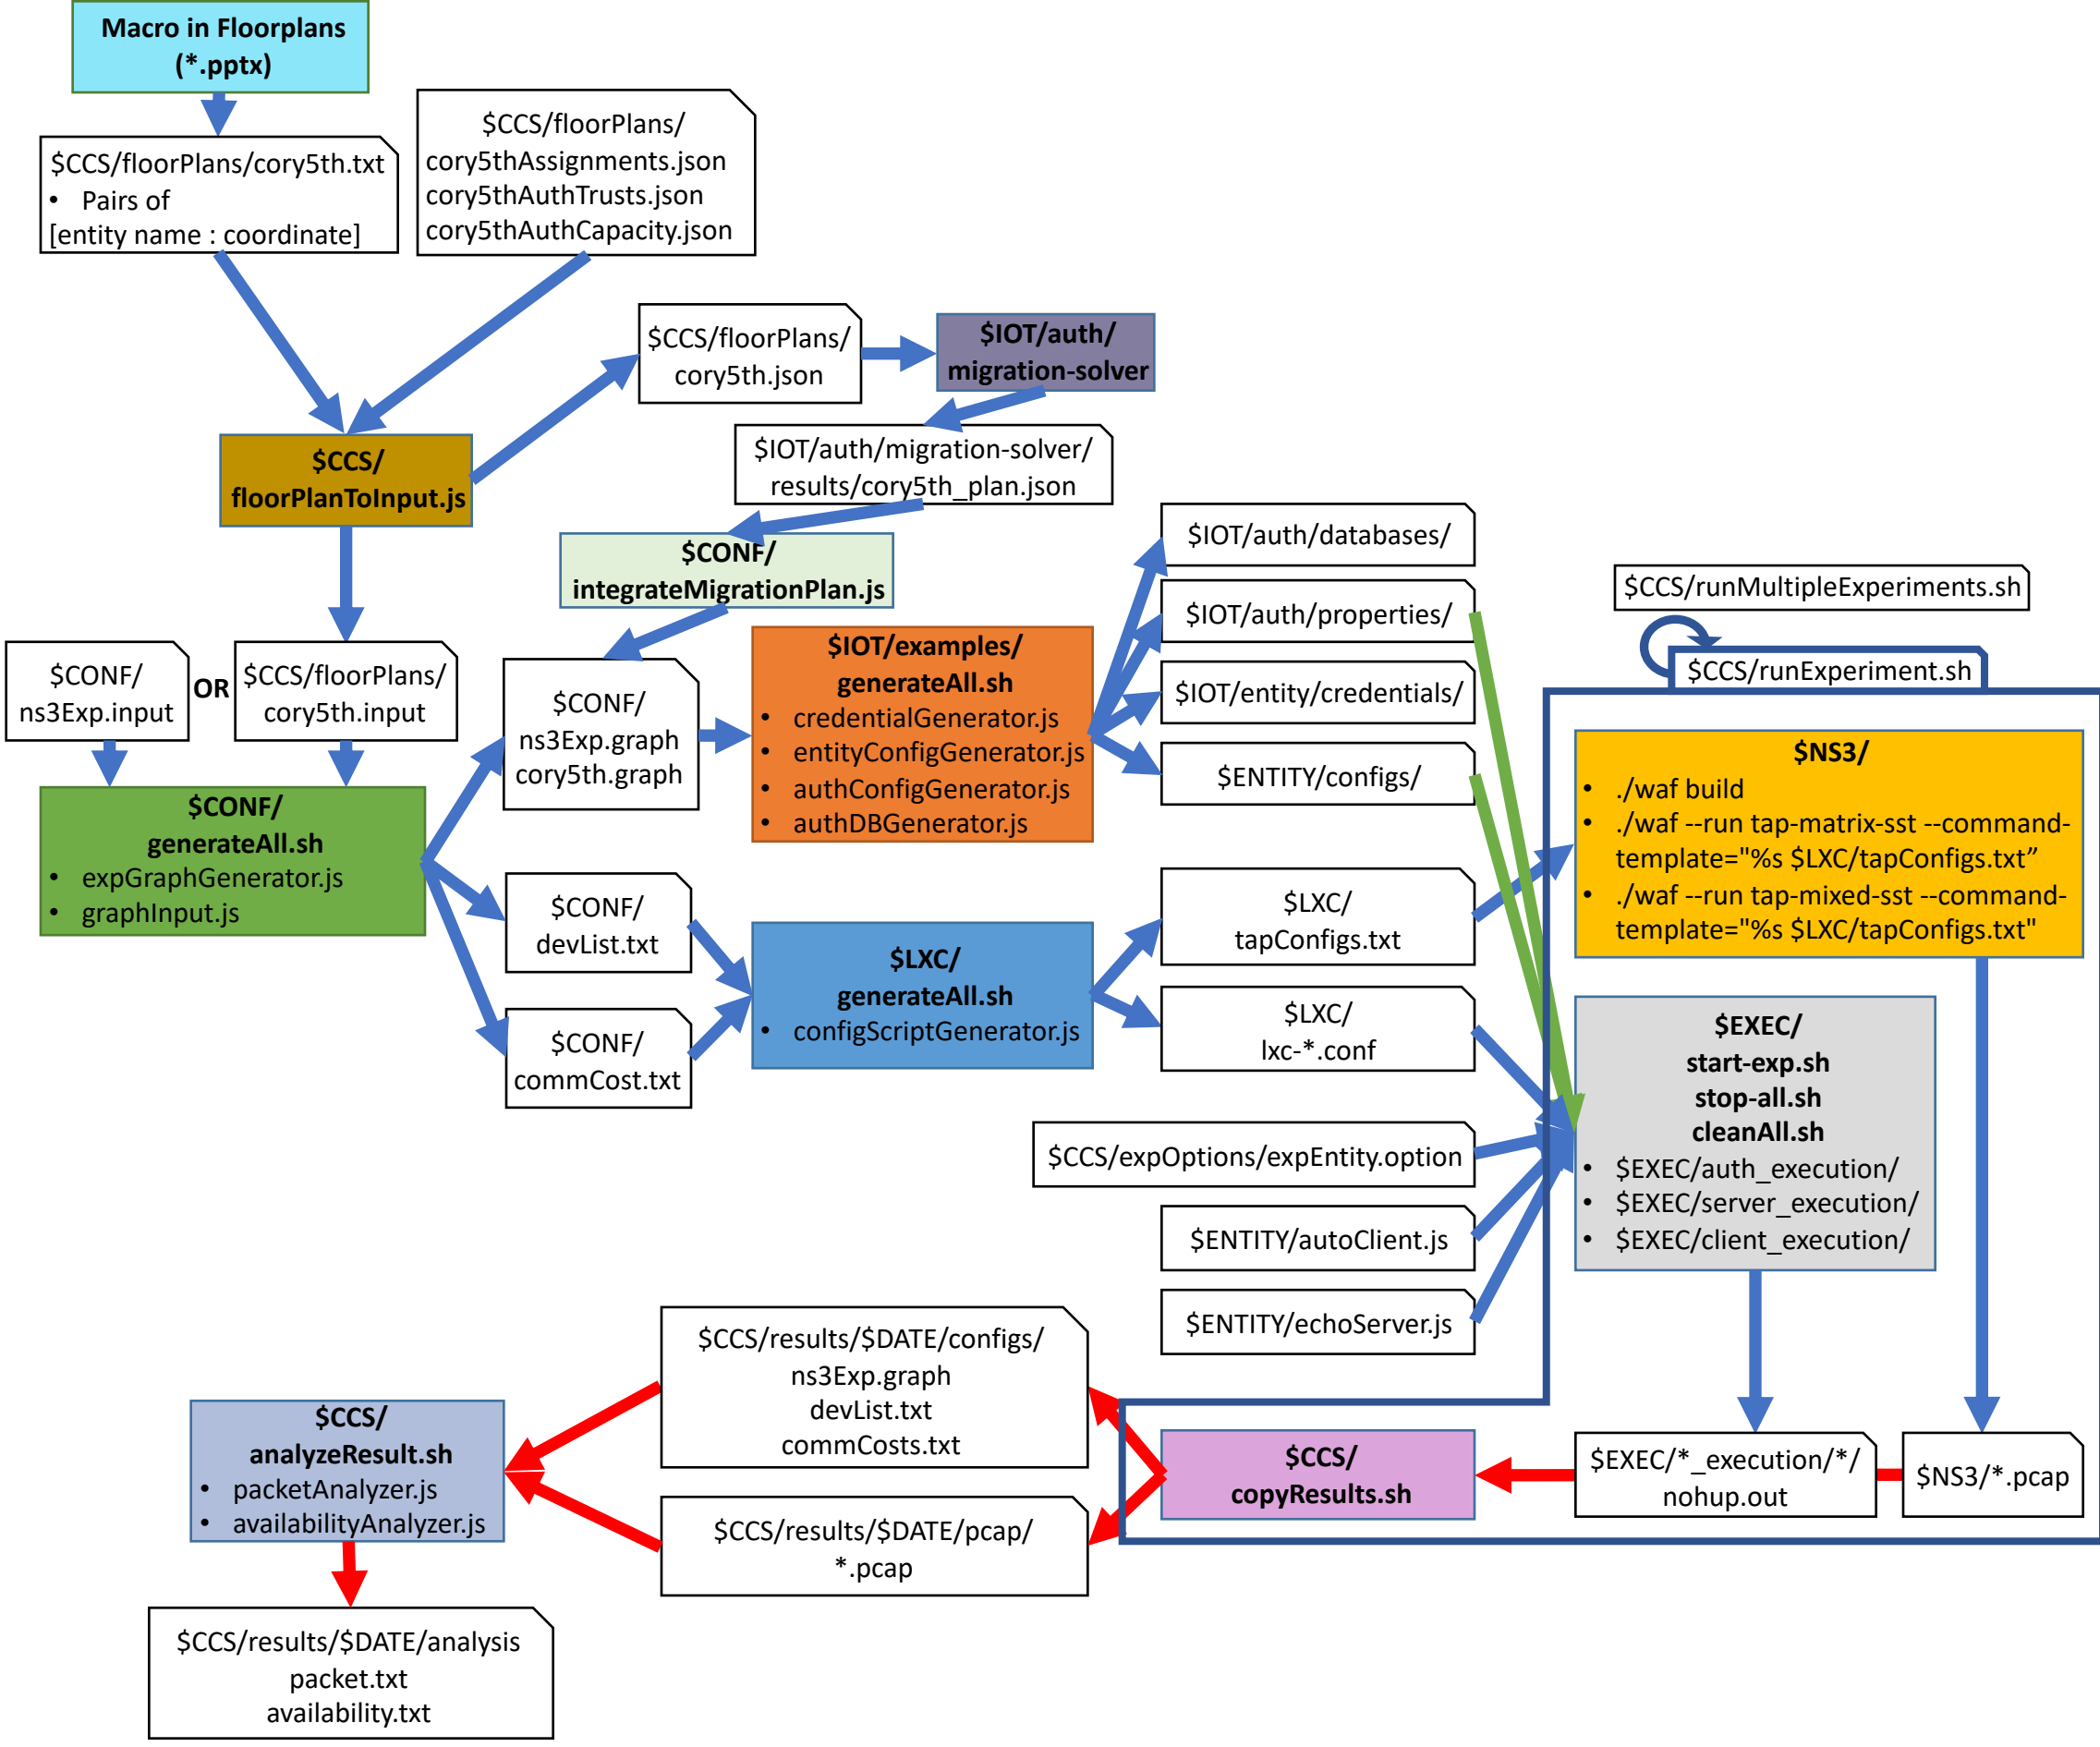 Macro in Floorplans
(*.pptx)
$CCS/floorPlans/cory5th.txt
• Pairs of
[entity name : coordinate]
$CCS/floorPlans/
cory5thAssignments.json
cory5thAuthTrusts.json
cory5thAuthCapacity.json
$CCS/floorPlans/
cory5th.json
$IOT/auth/
migration-solver
$CCS/
floorPlanToInput.js
$IOT/auth/migration-solver/
results/cory5th_plan.json
$CONF/
integrateMigrationPlan.js
$CONF/
ns3Exp.input
OR
$CCS/floorPlans/
cory5th.input
$CONF/
generateAll.sh
• expGraphGenerator.js
• graphInput.js
$CONF/
ns3Exp.graph
cory5th.graph
$CONF/
devList.txt
$CONF/
commCost.txt
$IOT/examples/
generateAll.sh
• credentialGenerator.js
• entityConfigGenerator.js
• authConfigGenerator.js
• authDBGenerator.js
$LXC/
generateAll.sh
• configScriptGenerator.js
$IOT/auth/databases/
$IOT/auth/properties/
$IOT/entity/credentials/
$ENTITY/configs/
$LXC/
tapConfigs.txt
$LXC/
lxc-*.conf
$CCS/expOptions/expEntity.option
$ENTITY/autoClient.js
$ENTITY/echoServer.js
$CCS/runMultipleExperiments.sh
$CCS/runExperiment.sh
$NS3/
• ./waf build
• ./waf --run tap-matrix-sst --command-
template="%s $LXC/tapConfigs.txt”
• ./waf --run tap-mixed-sst --command-
template="%s $LXC/tapConfigs.txt"
$EXEC/
start-exp.sh
stop-all.sh
cleanAll.sh
• $EXEC/auth_execution/
• $EXEC/server_execution/
• $EXEC/client_execution/
$EXEC/*_execution/*/
nohup.out
$NS3/*.pcap
$CCS/
copyResults.sh
$CCS/results/$DATE/configs/
ns3Exp.graph
devList.txt
commCosts.txt
$CCS/results/$DATE/pcap/
*.pcap
$CCS/
analyzeResult.sh
• packetAnalyzer.js
• availabilityAnalyzer.js
$CCS/results/$DATE/analysis
packet.txt
availability.txt